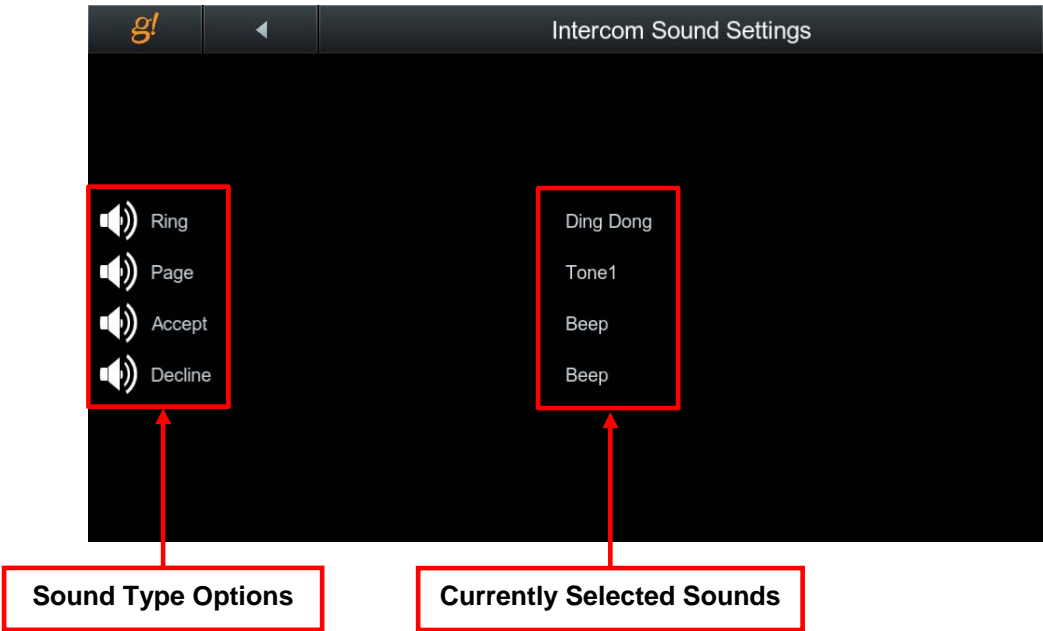 g! Intercom Sound Settings
Ring Ding Dong
Page Tone1
Accept Beep
Decline Beep
Sound Type Options Currently Selected Sounds